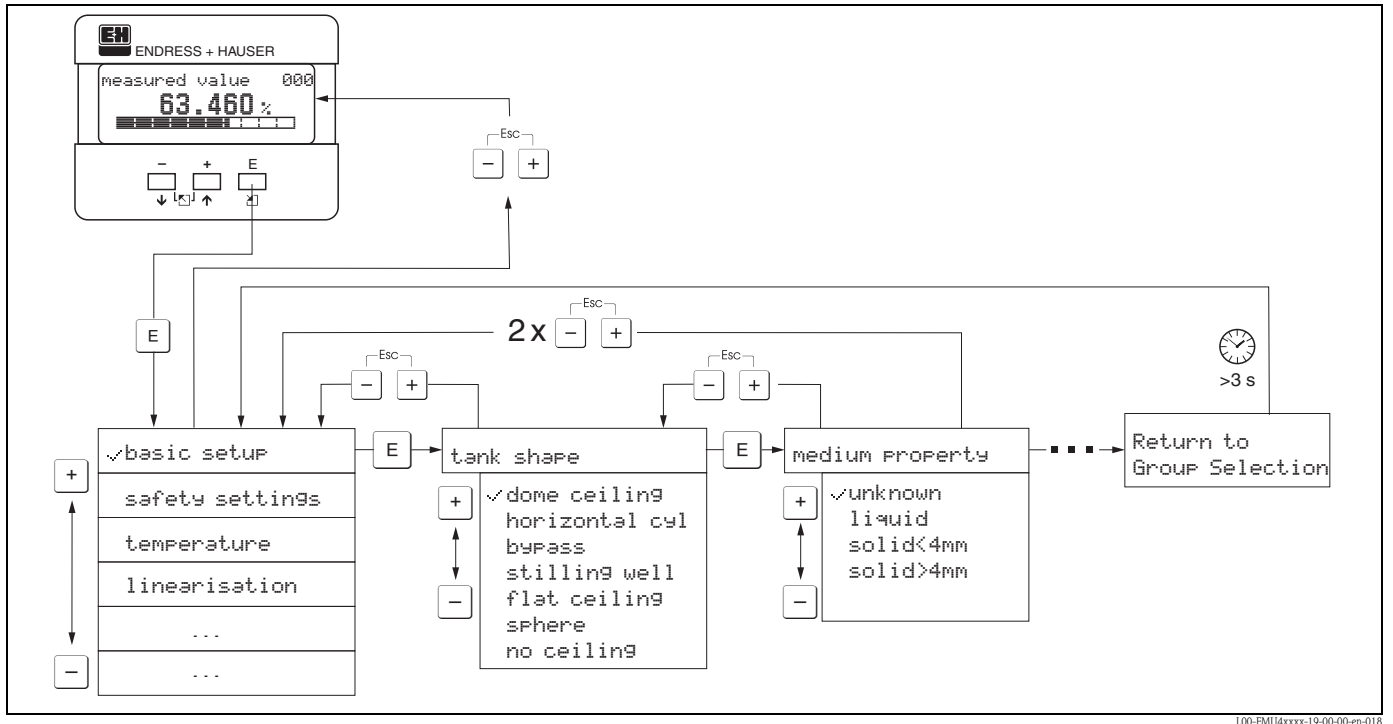 E+H
ENDRESS + HAUSER
measured value 000
63.460 %
- + E
Esc
- +
E
Esc
2x - +
Esc
- +
Esc
- +
>3 s
✓basic setup
E
tank shape
E
medium property
Return to
Group Selection
+
safety settings
temperature
linearisation
...
...
-
+
✓dome ceiling
horizontal cyl
bypass
stilling well
flat ceiling
sphere
no ceiling
-
+
✓unknown
liquid
solid<4mm
solid>4mm
-
L00-FMU4xxxx-19-00-00-en-018